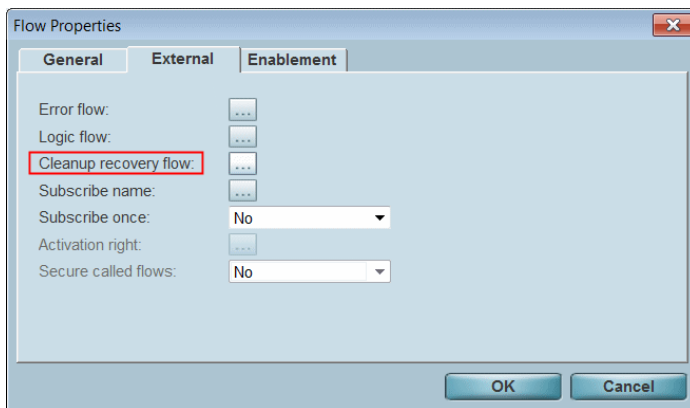 Flow Properties
General External Enablement
Error flow: ...
Logic flow: ...
Cleanup recovery flow: ...
Subscribe name: ...
Subscribe once: No
Activation right: ...
Secure called flows: No
OK Cancel